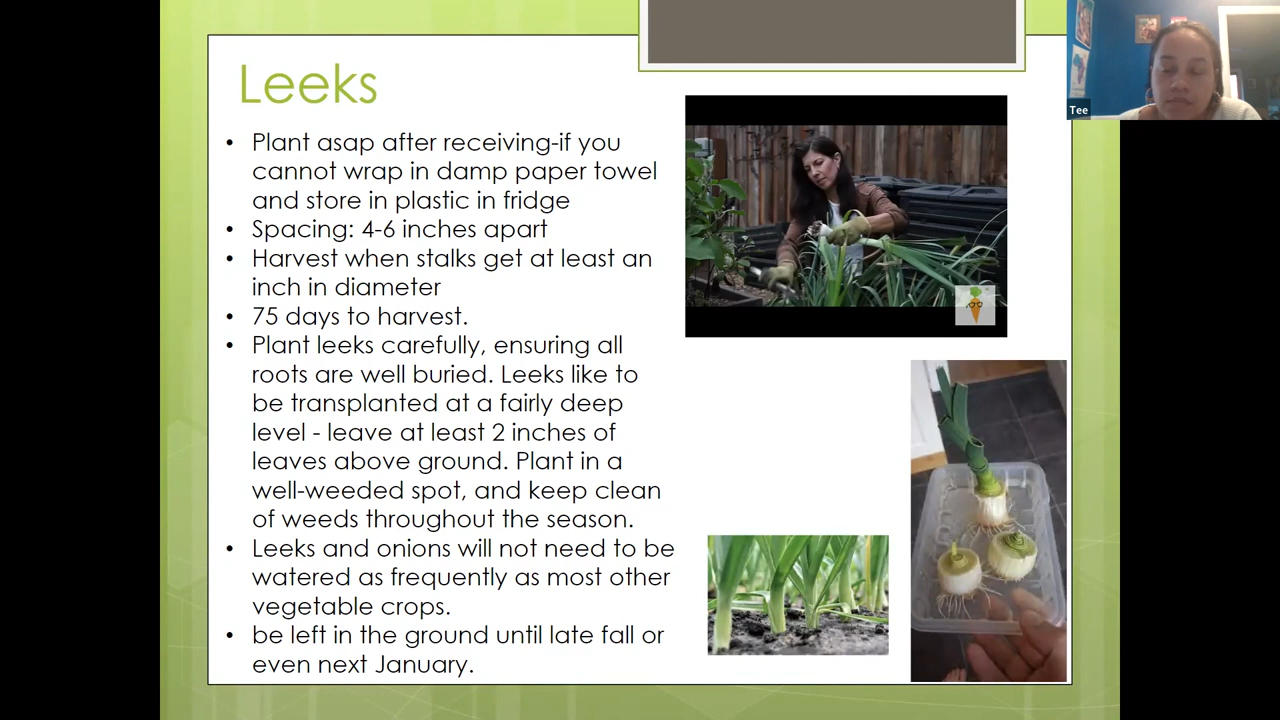 Leeks
• Plant asap after receiving-if you
cannot wrap in damp paper towel
and store in plastic in fridge
• Spacing: 4-6 inches apart
• Harvest when stalks get at least an
inch in diameter
• 75 days to harvest.
• Plant leeks carefully, ensuring all
roots are well buried. Leeks like to
be transplanted at a fairly deep
level - leave at least 2 inches of
leaves above ground. Plant in a
well-weeded spot, and keep clean
of weeds throughout the season.
• Leeks and onions will not need to be
watered as frequently as most other
vegetable crops.
• be left in the ground until late fall or
even next January.
Tee